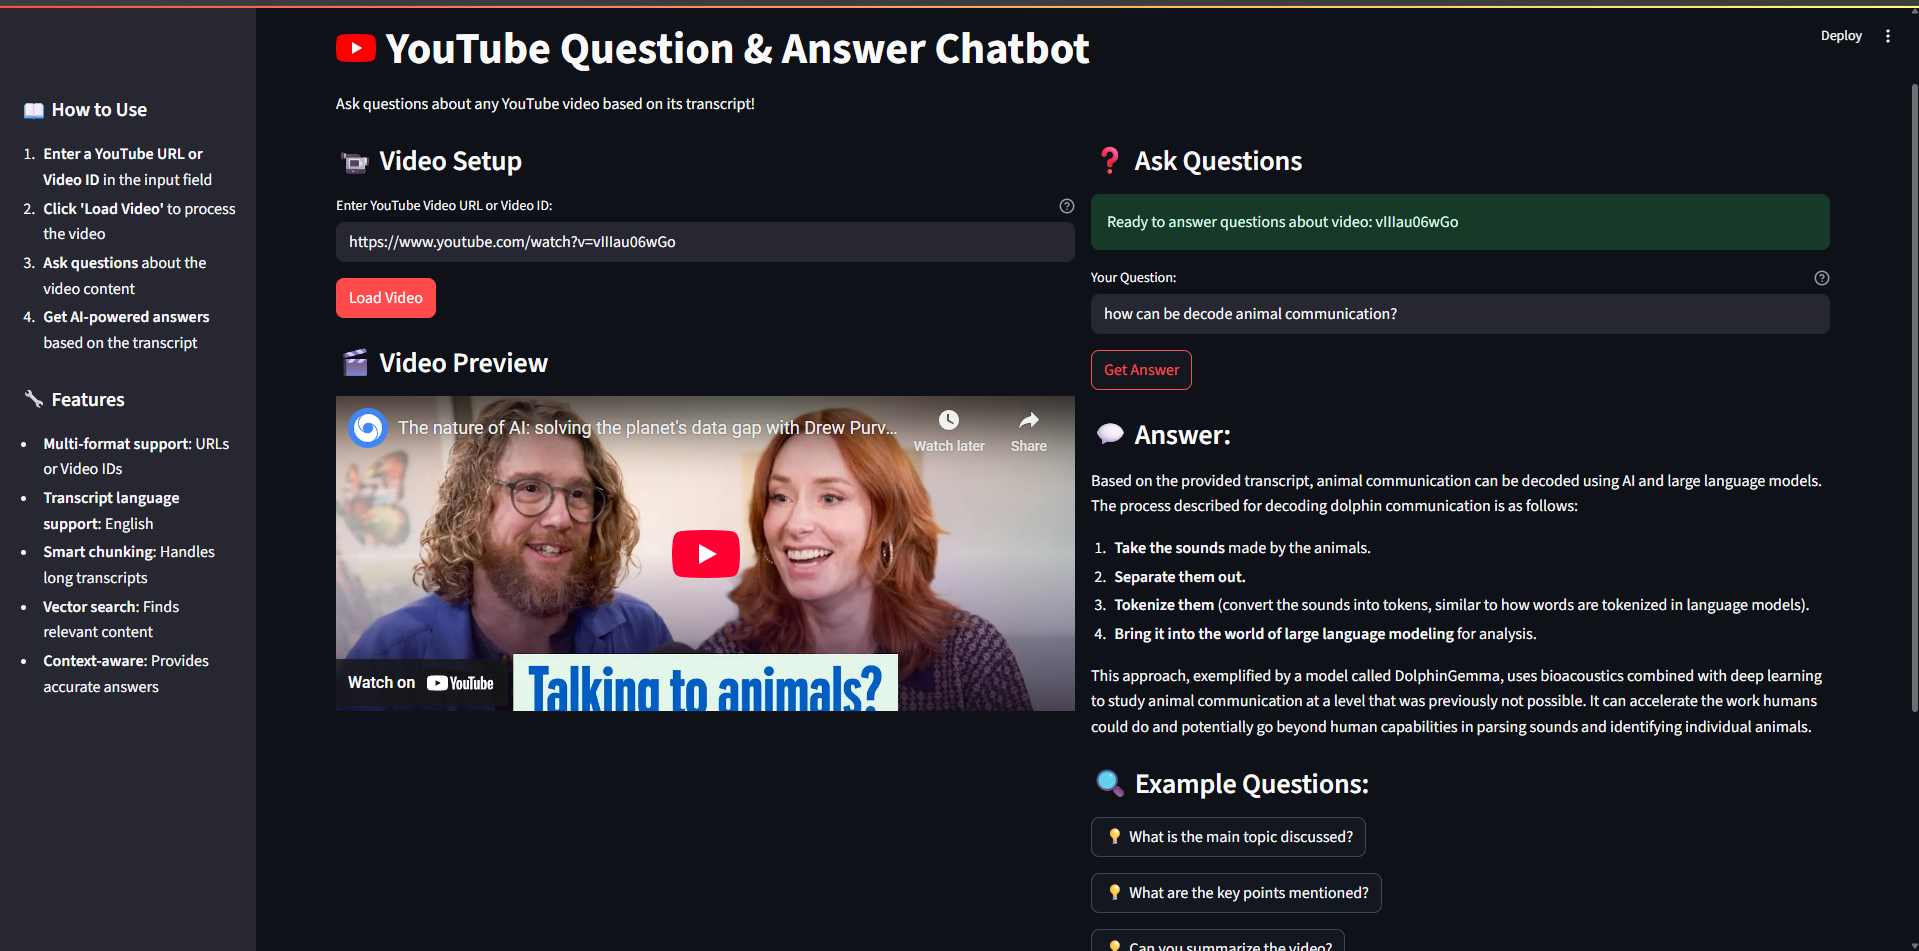 Deploy
How to Use
1. Enter a YouTube URL or
Video ID in the input field
2. Click 'Load Video' to process
the video
3. Ask questions about the
video content
4. Get AI-powered answers
based on the transcript
Features
• Multi-format support: URLs
or Video IDs
• Transcript language
support: English
• Smart chunking: Handles
long transcripts
• Vector search: Finds
relevant content
• Context-aware: Provides
accurate answers
YouTube Question & Answer Chatbot
Ask questions about any YouTube video based on its transcript!
Video Setup
Enter YouTube Video URL or Video ID:
https://www.youtube.com/watch?v=vIIIau06wGo
Load Video
Video Preview
The nature of AI: solving the planet's data gap with Drew Purv...
Watch later
Share
Watch on YouTube
Talking to animals?
Ask Questions
Ready to answer questions about video: vIIIau06wGo
Your Question:
how can be decode animal communication?
Get Answer
Answer:
Based on the provided transcript, animal communication can be decoded using AI and large language models.
The process described for decoding dolphin communication is as follows:
1. Take the sounds made by the animals.
2. Separate them out.
3. Tokenize them (convert the sounds into tokens, similar to how words are tokenized in language models).
4. Bring it into the world of large language modeling for analysis.
This approach, exemplified by a model called DolphinGemma, uses bioacoustics combined with deep learning
to study animal communication at a level that was previously not possible. It can accelerate the work humans
could do and potentially go beyond human capabilities in parsing sounds and identifying individual animals.
Example Questions:
What is the main topic discussed?
What are the key points mentioned?
Can you summarize the video?